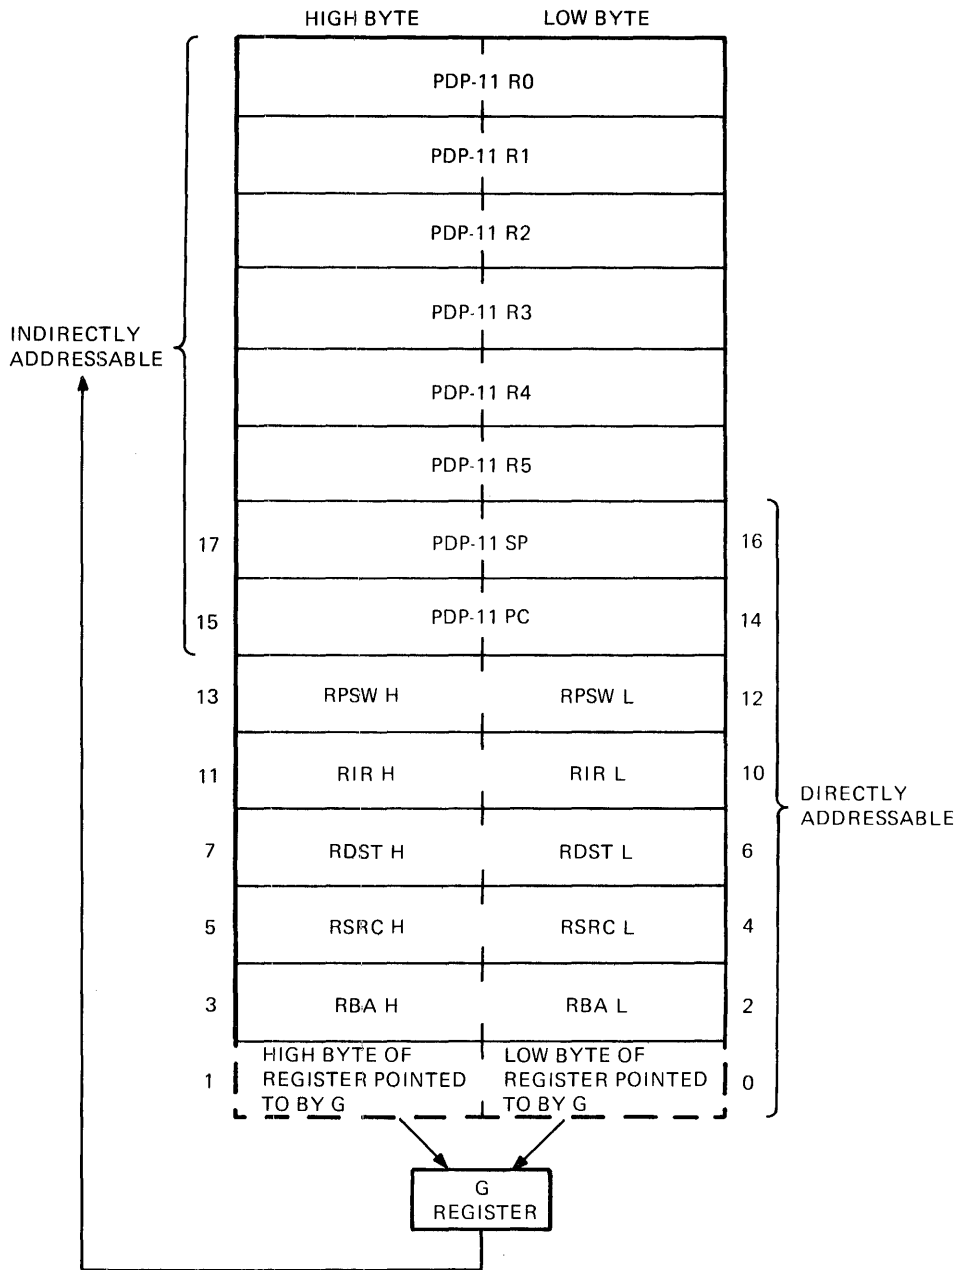 HIGH BYTE LOW BYTE
PDP-11 R0
PDP-11 R1
PDP-11 R2
PDP-11 R3
INDIRECTLY
ADDRESSABLE
PDP-11 R4
PDP-11 R5
17 PDP-11 SP 16
15 PDP-11 PC 14
13 RPSW H RPSW L 12
11 RIR H RIR L 10
DIRECTLY
ADDRESSABLE
7 RDST H RDST L 6
5 RSRC H RSRC L 4
3 RBA H RBA L 2
1
HIGH BYTE OF
REGISTER POINTED
TO BY G
LOW BYTE OF
REGISTER POINTED
TO BY G
0
G
REGISTER